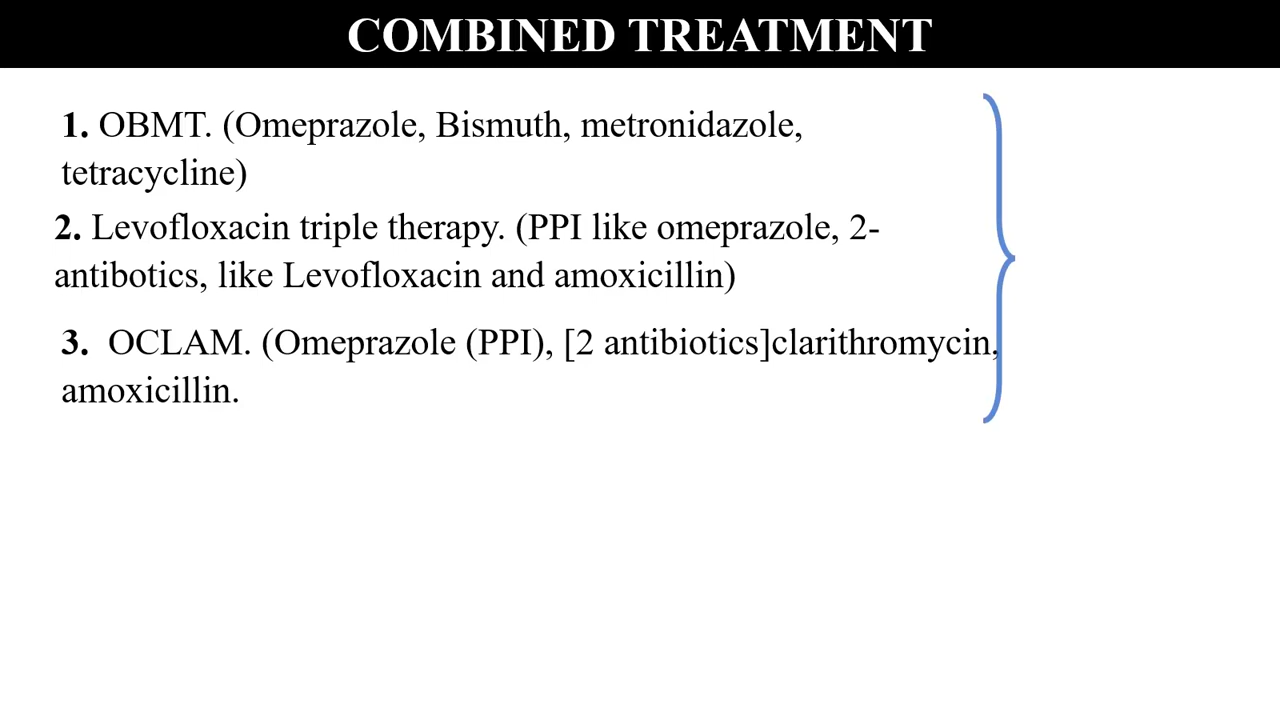 COMBINED TREATMENT
1. OBMT. (Omeprazole, Bismuth, metronidazole,
tetracycline)
2. Levofloxacin triple therapy. (PPI like omeprazole, 2-
antibotics, like Levofloxacin and amoxicillin)
3. OCLAM. (Omeprazole (PPI), [2 antibiotics]clarithromycin,
amoxicillin.